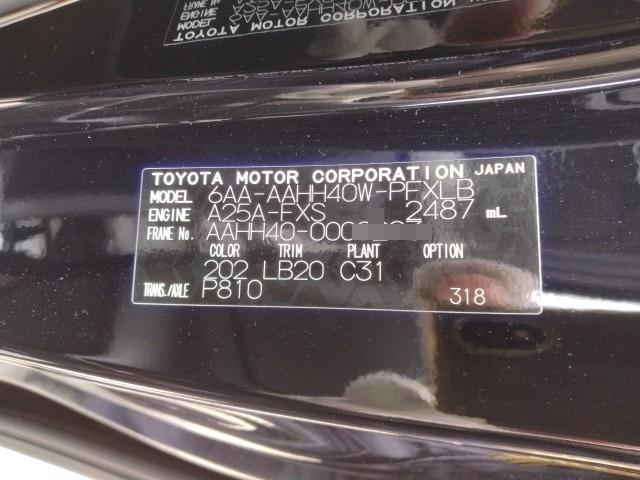 TOYOTA MOTOR CORPORATION JAPAN
MODEL 6AA-AAHH40W-PFXLB
ENGINE A25A-FXS 2487 mL
FRAME No. AAHH40-000
COLOR TRIM PLANT OPTION
202 LB20 C31
TRANS./AXLE P810 318